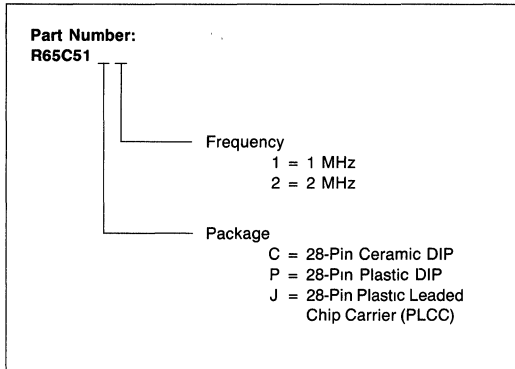 Part Number:
R65C51 _ _
Frequency
1 = 1 MHz
2 = 2 MHz
Package
C = 28-Pin Ceramic DIP
P = 28-Pin Plastic DIP
J = 28-Pin Plastic Leaded
Chip Carrier (PLCC)